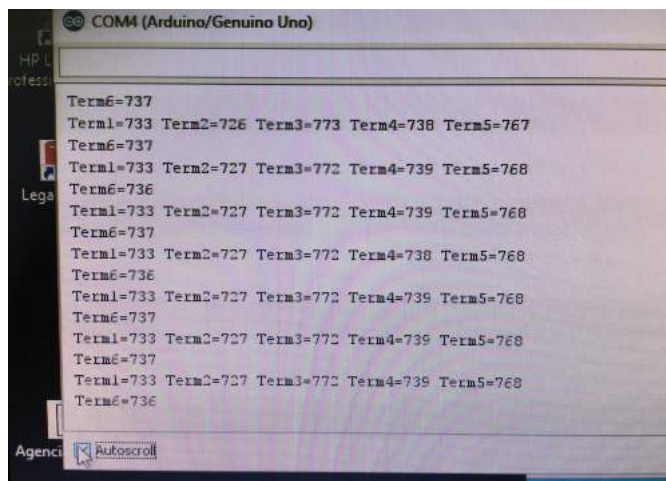 COM4 (Arduino/Genuino Uno)
HP L
rofessi
Term6=737
Term1=733 Term2=726 Term3=773 Term4=738 Term5=767
Term6=737
Term1=733 Term2=727 Term3=772 Term4=739 Term5=768
Term6=736
Term1=733 Term2=727 Term3=772 Term4=739 Term5=768
Lega
Term6=737
Term1=733 Term2=727 Term3=772 Term4=738 Term5=768
Term6=736
Term1=733 Term2=727 Term3=772 Term4=739 Term5=768
Term6=737
Term1=733 Term2=727 Term3=772 Term4=739 Term5=768
Term6=737
Term1=733 Term2=727 Term3=772 Term4=739 Term5=768
Term6=736
Agenci
Autoscroll